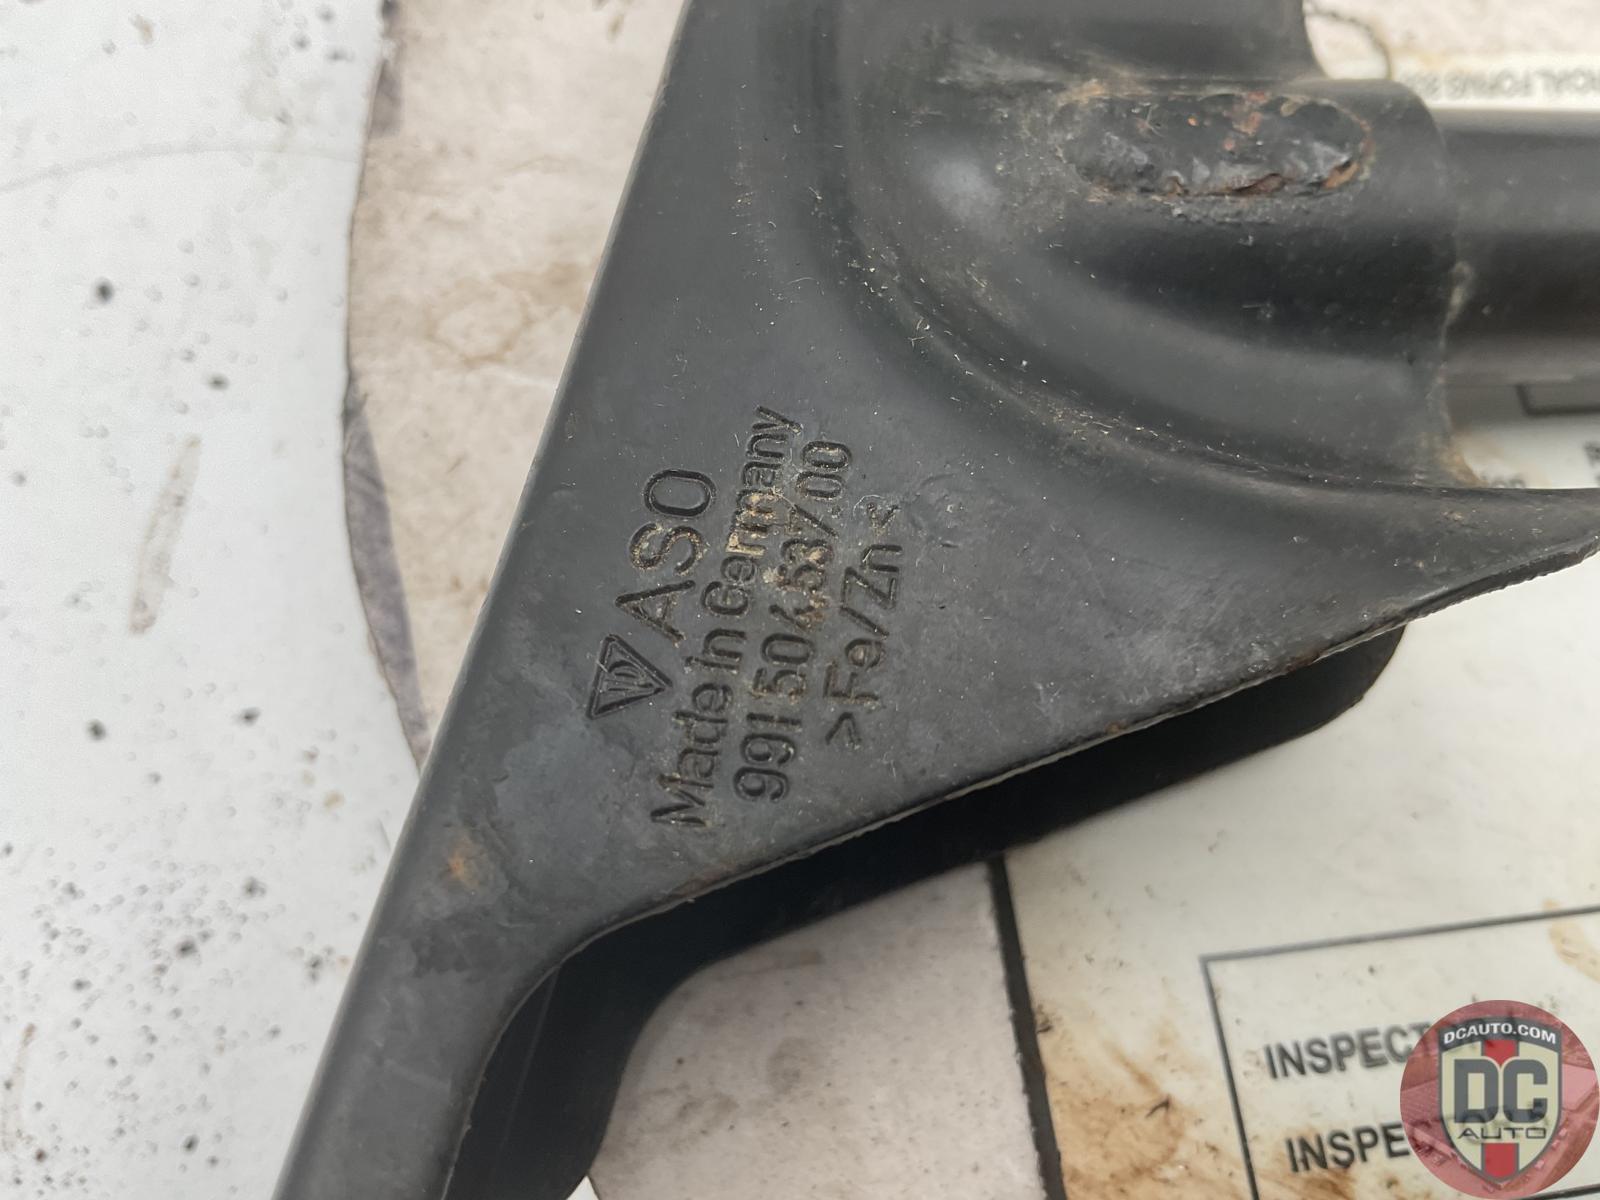 ASO
Made in Germany
991 504 537 00
>Fe/Zn<
INSPECT
INSPECT
DCAUTO.COM
DC
AUTO